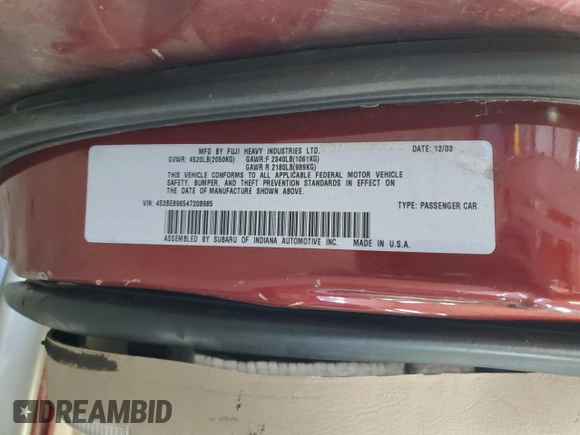 MFD BY FUJI HEAVY INDUSTRIES LTD. DATE: 12/03
GVWR: 4520LB(2050KG) GAWR:F 2340LB(1061KG)
GAWR R 2180LB(989KG)
THIS VEHICLE CONFORMS TO ALL APPLICABLE FEDERAL MOTOR VEHICLE
SAFETY, BUMPER, AND THEFT PREVENTION STANDARDS IN EFFECT ON
THE DATE OF MANUFACTURE SHOWN ABOVE.
VIN: 4S3BE896547208985 TYPE: PASSENGER CAR
ASSEMBLED BY SUBARU OF INDIANA AUTOMOTIVE INC. MADE IN U.S.A.
DREAMBID